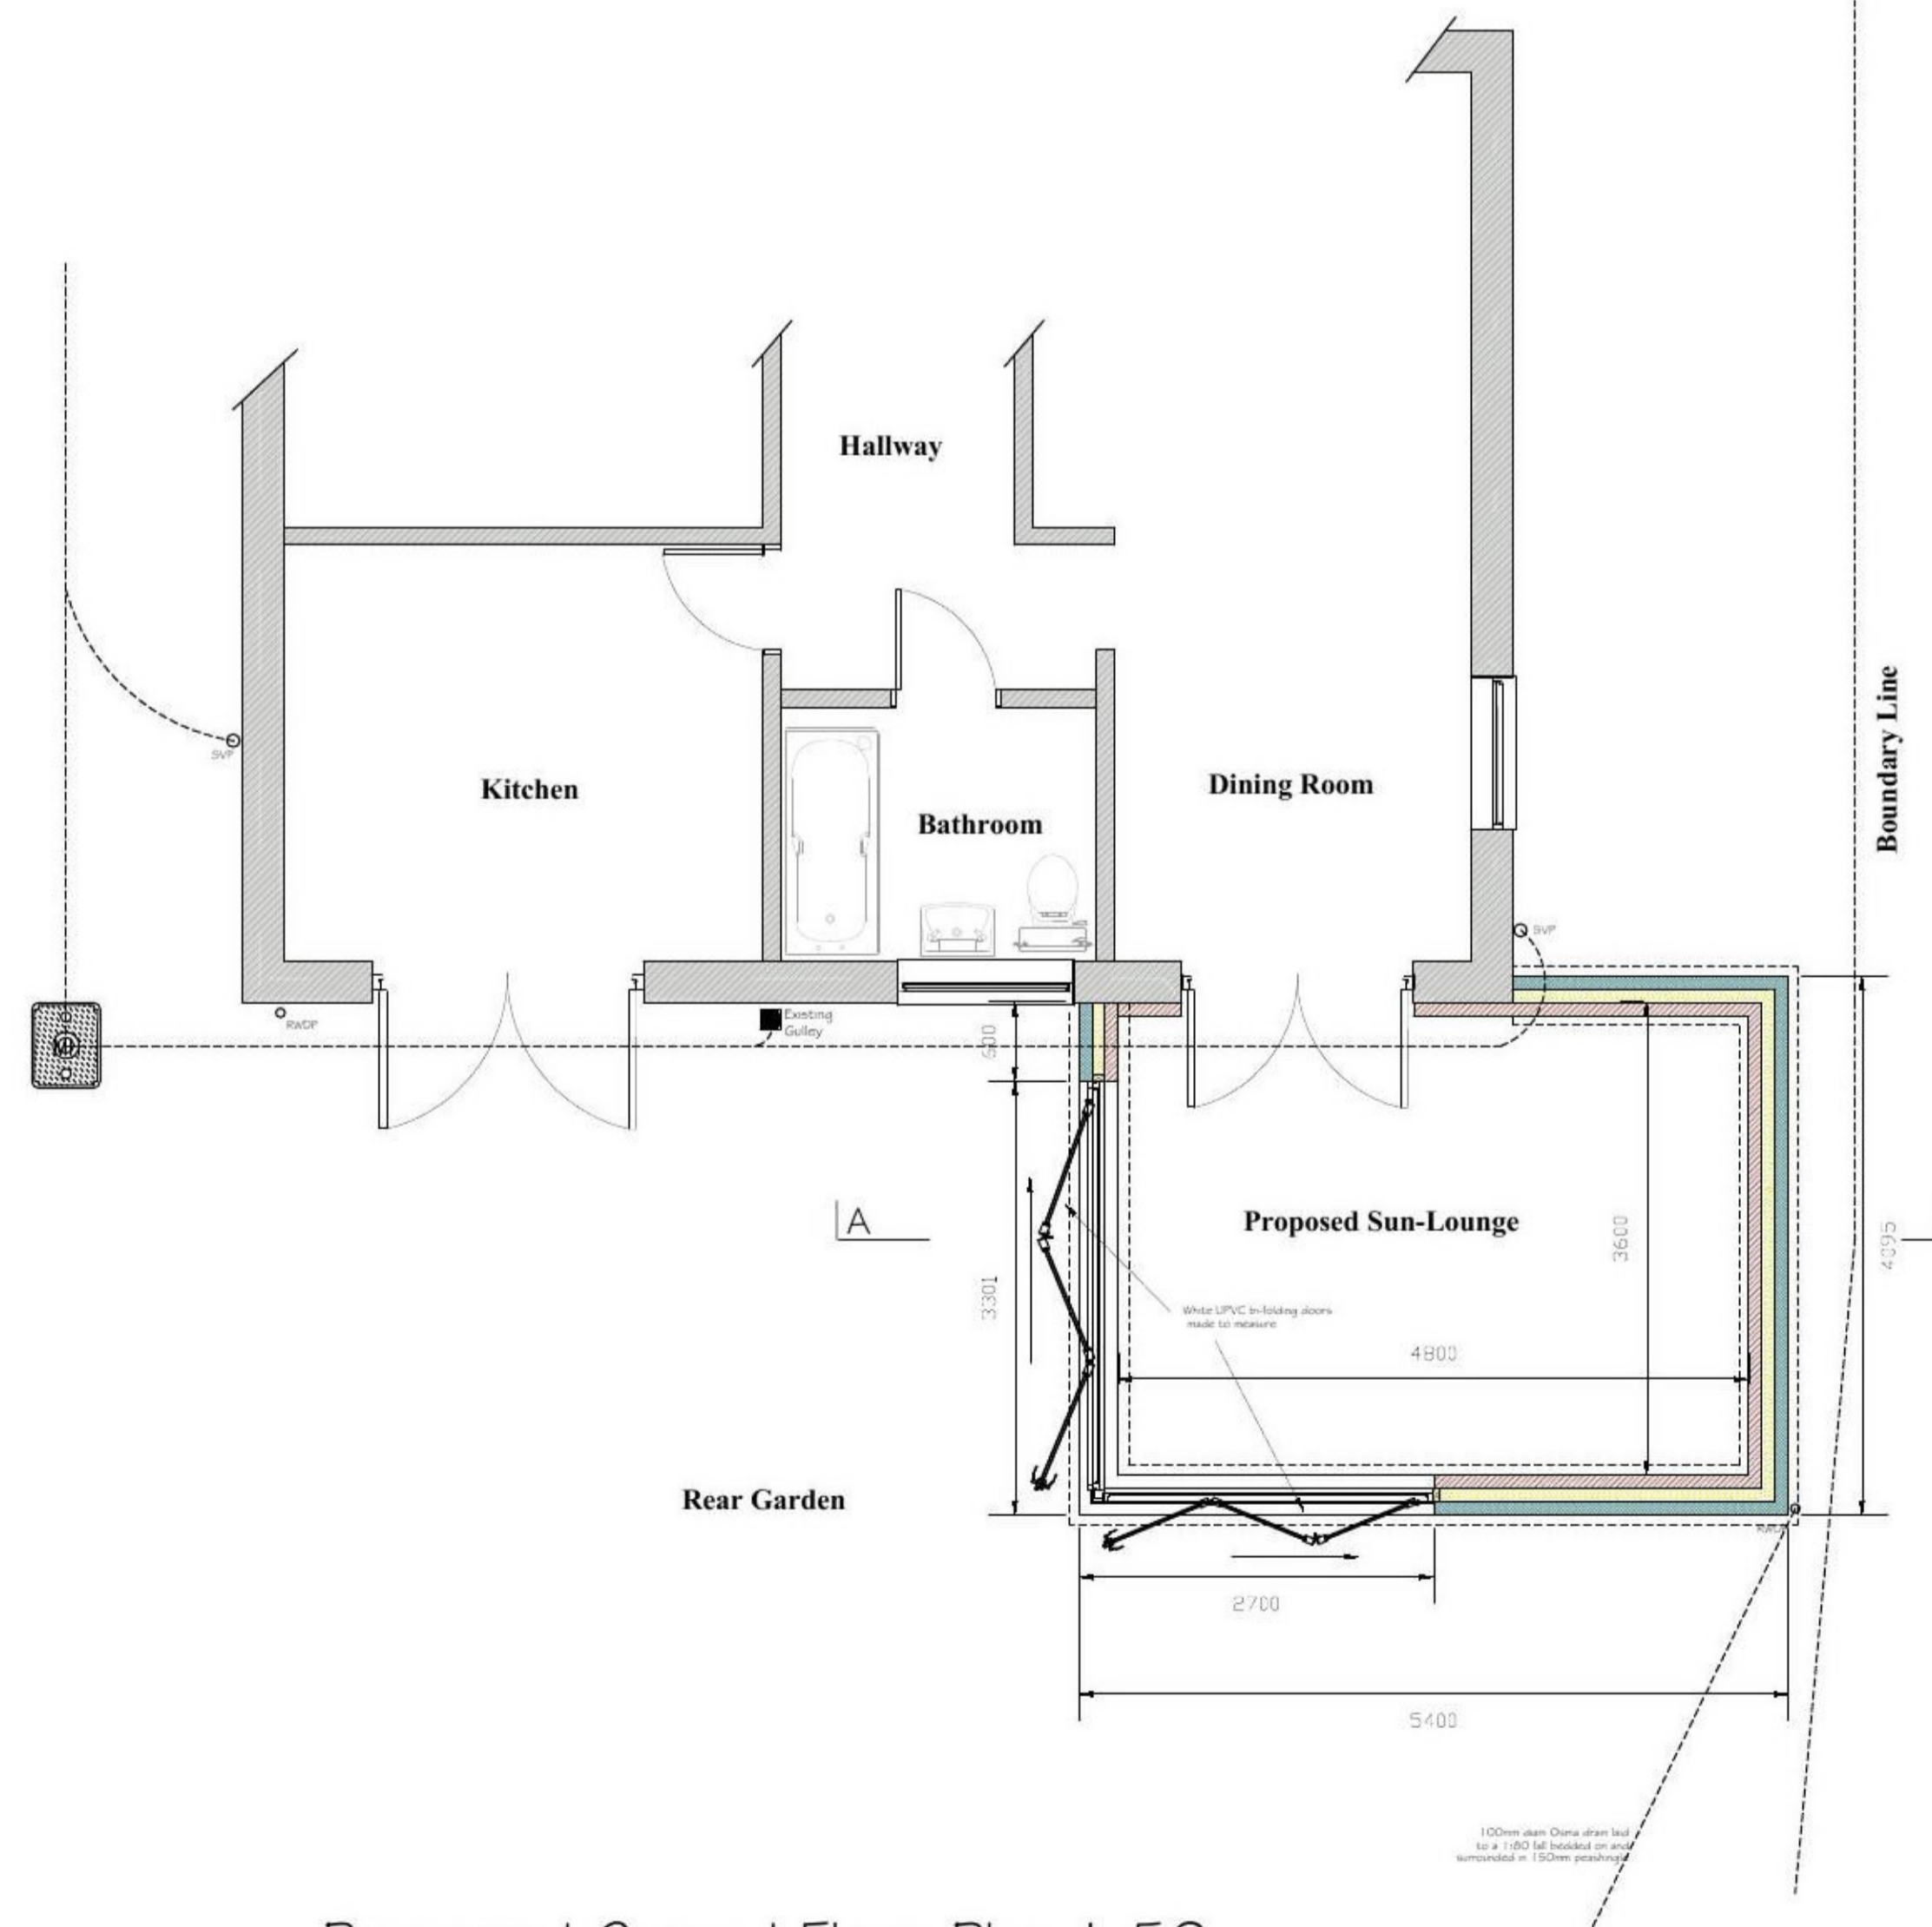 Hallway
Boundary Line
SVP
Kitchen
Dining Room
Bathroom
SVP
RWDP
Existing
Gulley
600
A
Proposed Sun-Lounge
3600
4095
3301
White UPVC bi-folding doors
made to measure
4800
Rear Garden
2700
5400
100mm diam Osma drain laid
to a 1:80 fall bedded on and
surrounded in 150mm peashingle